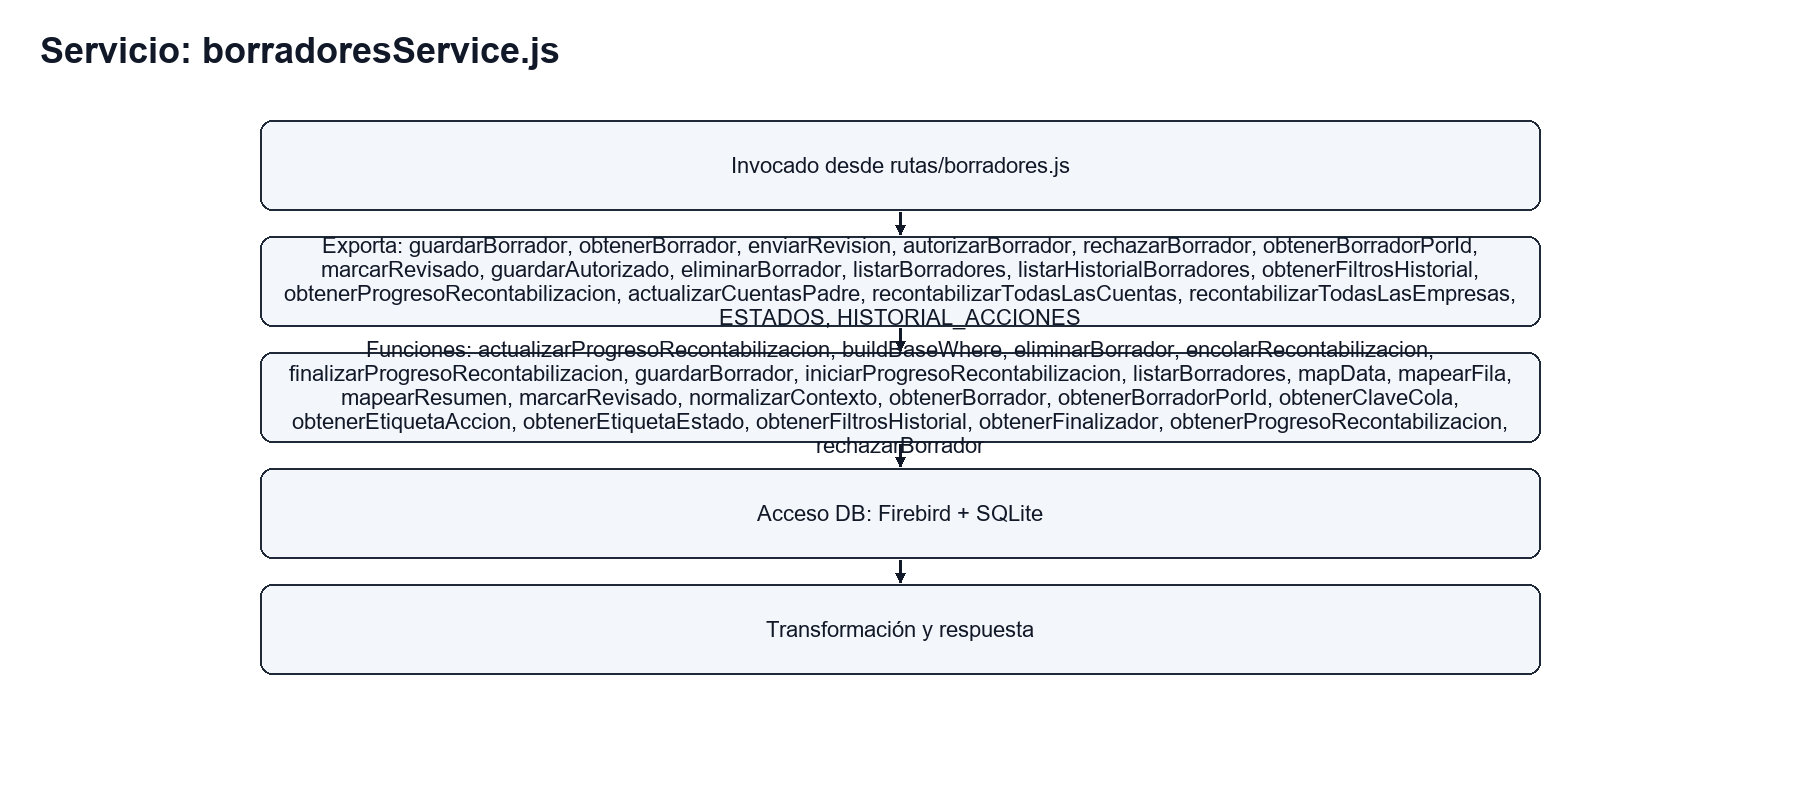 Servicio: borradoresService.js
Invocado desde rutas/borradores.js
Exporta: guardarBorrador, obtenerBorrador, enviarRevision, autorizarBorrador, rechazarBorrador, obtenerBorradorPorId,
marcarRevisado, guardarAutorizado, eliminarBorrador, listarBorradores, listarHistorialBorradores, obtenerFiltrosHistorial,
obtenerProgresoRecontabilizacion, actualizarCuentasPadre, recontabilizarTodasLasCuentas, recontabilizarTodasLasEmpresas,
ESTADOS, HISTORIAL_ACCIONES
Funciones: actualizarProgresoRecontabilizacion, buildBaseWhere, eliminarBorrador, encolarRecontabilizacion,
finalizarProgresoRecontabilizacion, guardarBorrador, iniciarProgresoRecontabilizacion, listarBorradores, mapData, mapearFila,
mapearResumen, marcarRevisado, normalizarContexto, obtenerBorrador, obtenerBorradorPorId, obtenerClaveCola,
obtenerEtiquetaAccion, obtenerEtiquetaEstado, obtenerFiltrosHistorial, obtenerFinalizador, obtenerProgresoRecontabilizacion,
rechazarBorrador
Acceso DB: Firebird + SQLite
Transformación y respuesta